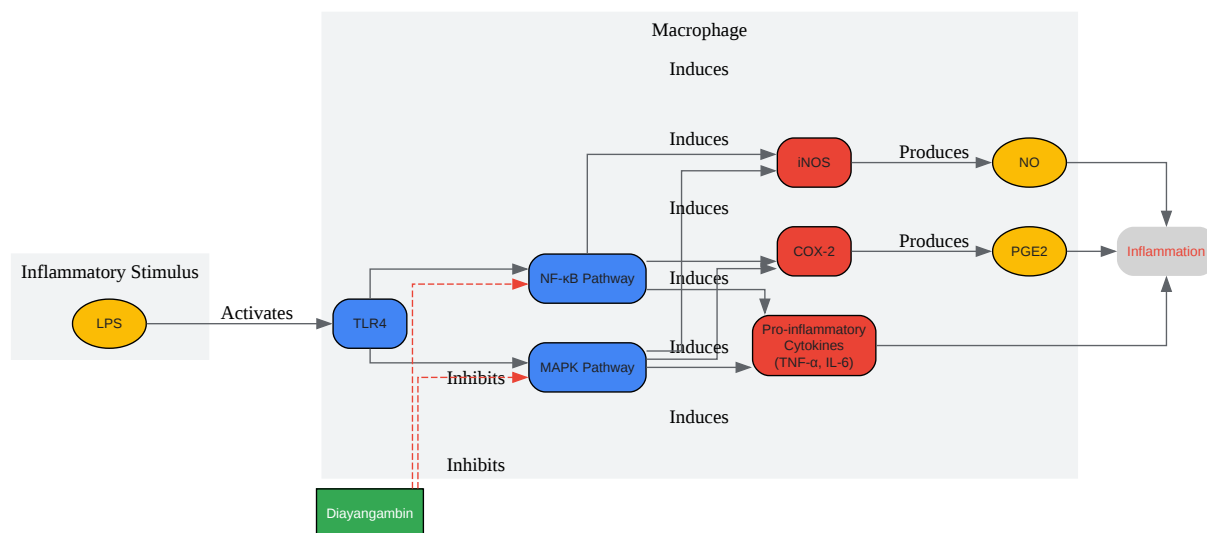 Macrophage
Induces
Induces
iNOS
Produces
NO
Induces
COX-2
Produces
PGE2
Inflammation
Inflammatory Stimulus
LPS
Activates
TLR4
NF-κB Pathway
Induces
Pro-inflammatory
Cytokines
(TNF-α, IL-6)
Induces
MAPK Pathway
Inhibits
Induces
Inhibits
Diayangambin